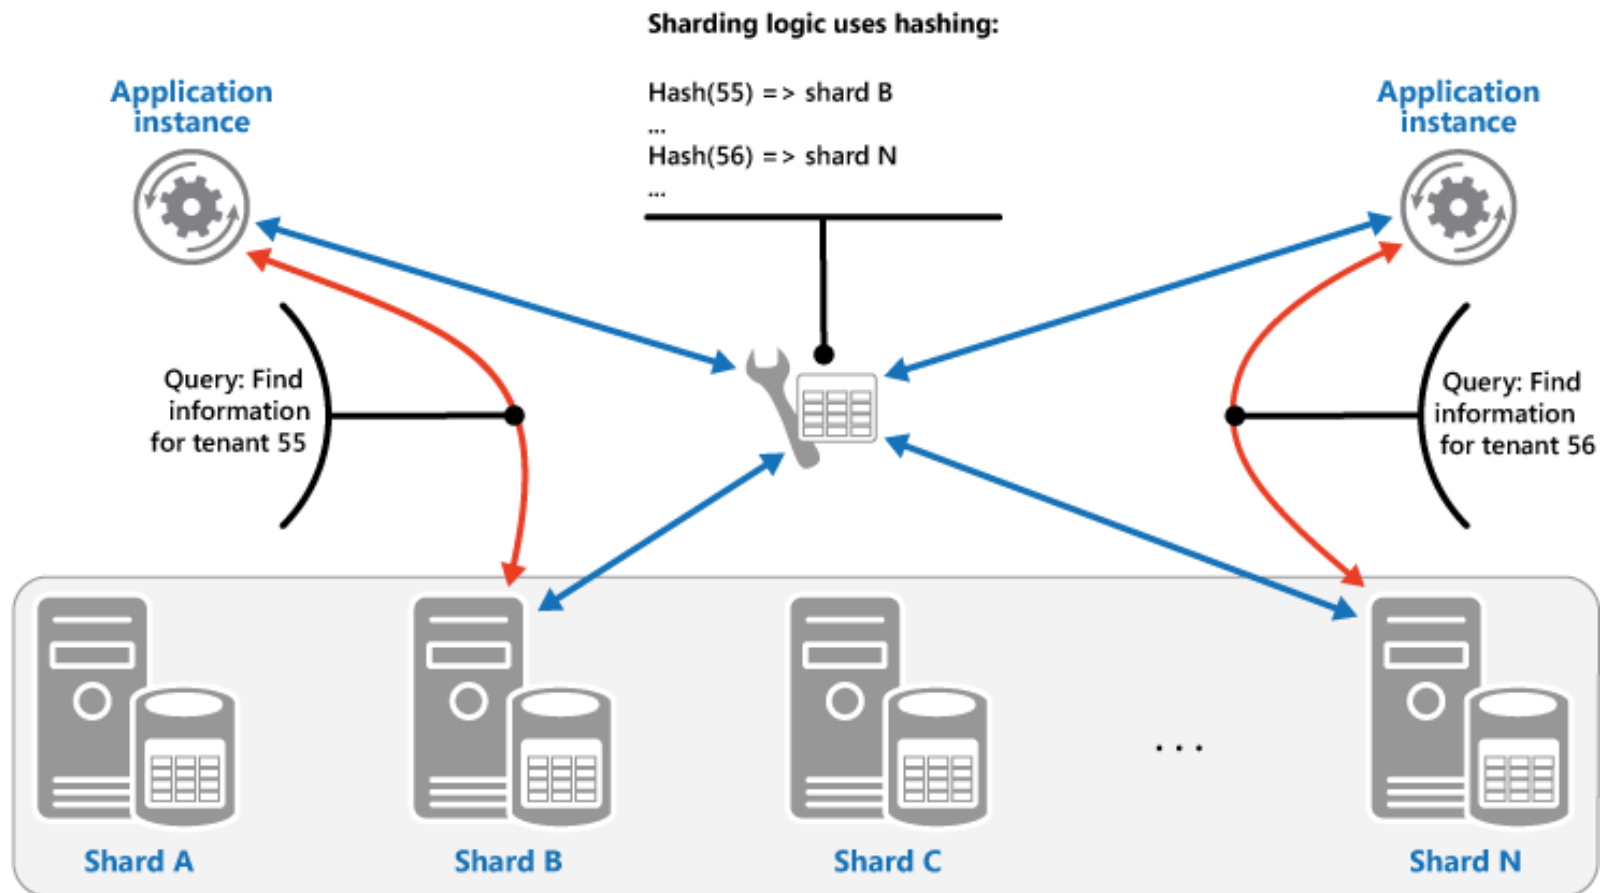 Sharding logic uses hashing:
Hash(55) => shard B
...
Hash(56) => shard N
...
Application
instance
Application
instance
Query: Find
information
for tenant 55
Query: Find
information
for tenant 56
...
Shard A
Shard B
Shard C
Shard N